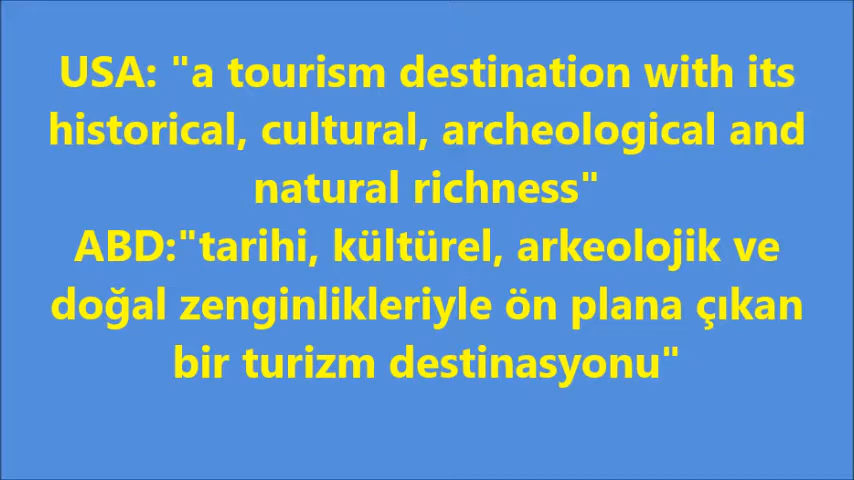 USA: "a tourism destination with its
historical, cultural, archeological and
natural richness"
ABD:"tarihi, kültürel, arkeolojik ve
doğal zenginlikleriyle ön plana çıkan
bir turizm destinasyonu"